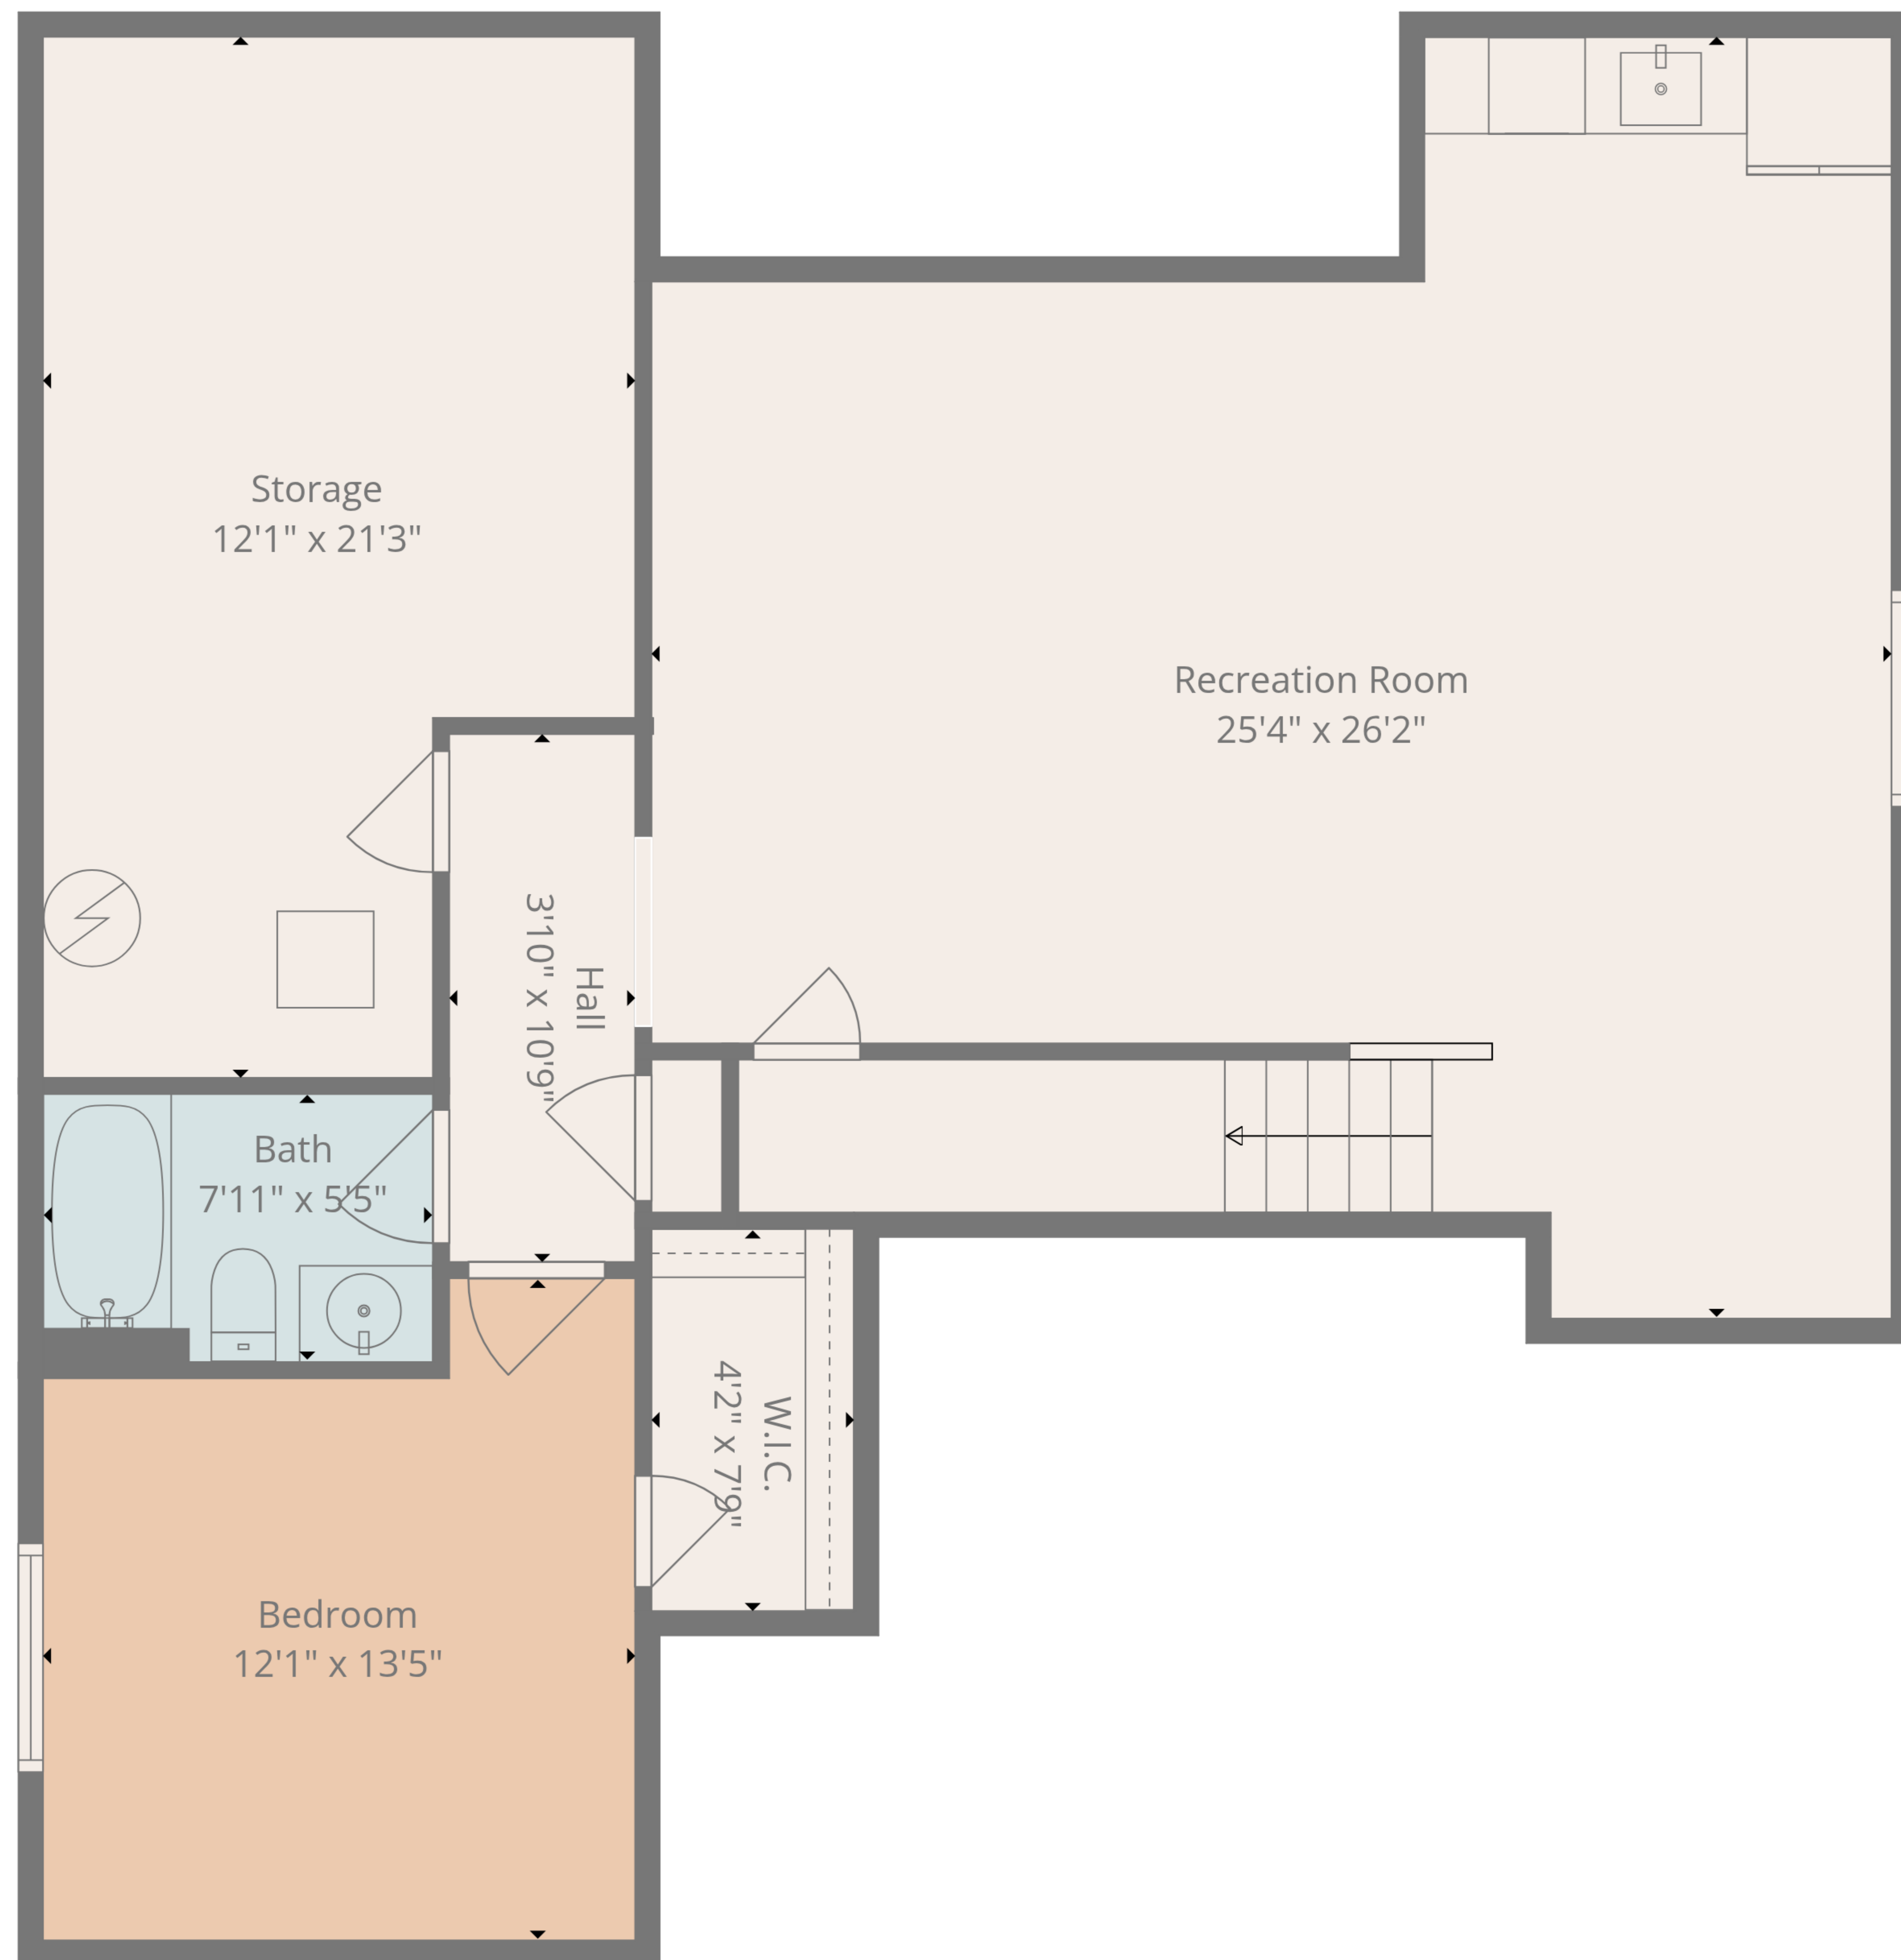 Storage
12'1" x 21'3"
Recreation Room
25'4" x 26'2"
Hall
3'10" x 10'9"
Bath
7'11" x 5'5"
W.I.C.
4'2" x 7'9"
Bedroom
12'1" x 13'5"